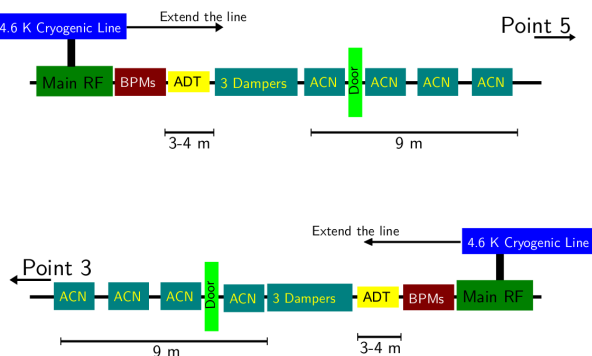 4.6 K Cryogenic Line
Extend the line
Point 5
Main RF
BPMs
ADT
3 Dampers
ACN
Door
ACN
ACN
ACN
3-4 m
9 m
Extend the line
4.6 K Cryogenic Line
Point 3
ACN
ACN
ACN
Door
ACN
3 Dampers
ADT
BPMs
Main RF
9 m
3-4 m